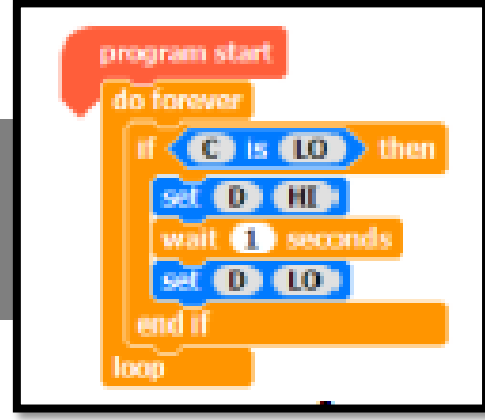 program start
do forever
if C is LO then
set D HI
wait 1 seconds
set D LO
end if
loop